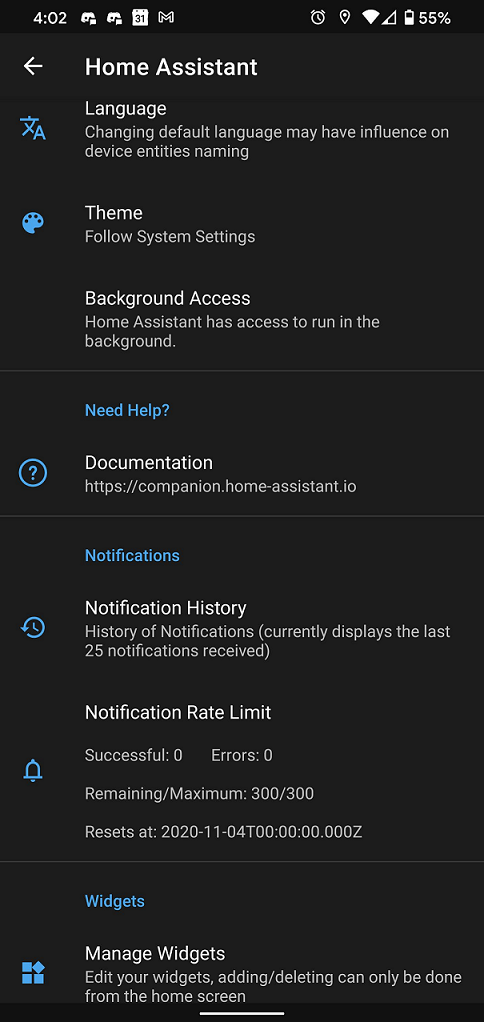 4:02
31
55%
Home Assistant
Language
Changing default language may have influence on
device entities naming
Theme
Follow System Settings
Background Access
Home Assistant has access to run in the
background.
Need Help?
Documentation
https://companion.home-assistant.io
Notifications
Notification History
History of Notifications (currently displays the last
25 notifications received)
Notification Rate Limit
Successful: 0 Errors: 0
Remaining/Maximum: 300/300
Resets at: 2020-11-04T00:00:00.000Z
Widgets
Manage Widgets
Edit your widgets, adding/deleting can only be done
from the home screen